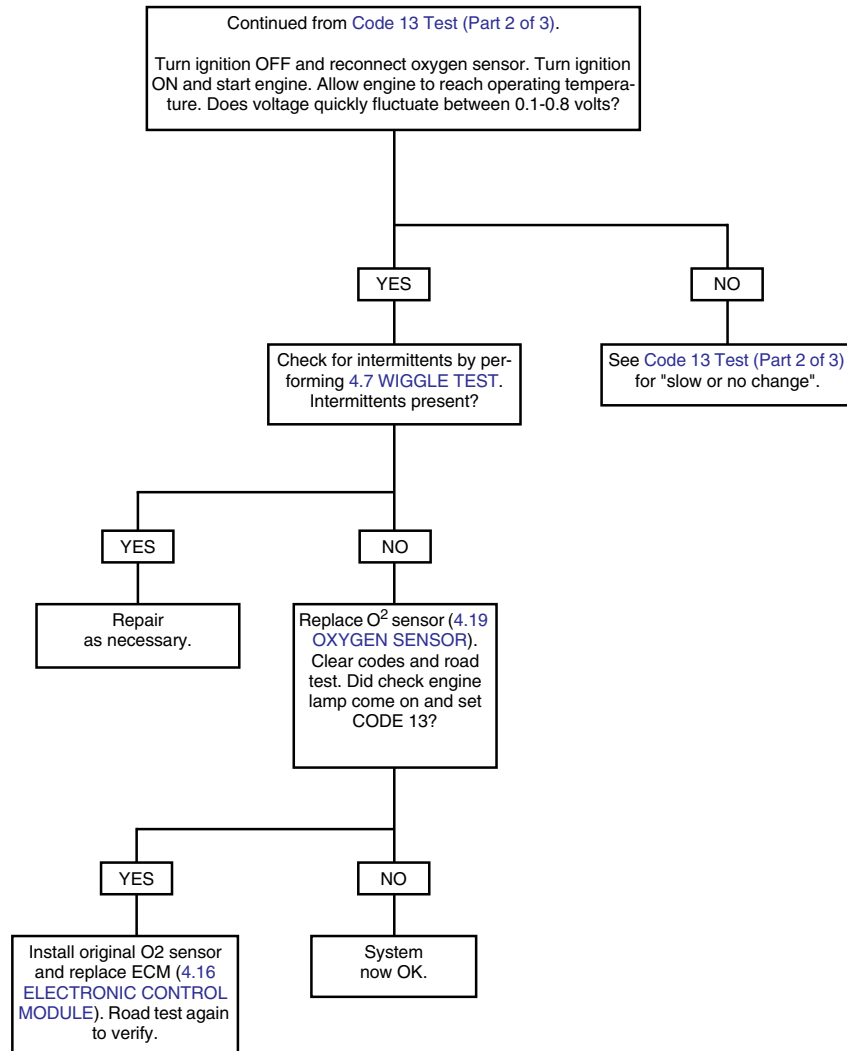 Continued from Code 13 Test (Part 2 of 3).
Turn ignition OFF and reconnect oxygen sensor. Turn ignition
ON and start engine. Allow engine to reach operating tempera-
ture. Does voltage quickly fluctuate between 0.1-0.8 volts?
YES
NO
Check for intermittents by per-
forming 4.7 WIGGLE TEST.
Intermittents present?
See Code 13 Test (Part 2 of 3)
for "slow or no change".
YES
NO
Repair
as necessary.
Replace O2 sensor (4.19
OXYGEN SENSOR).
Clear codes and road
test. Did check engine
lamp come on and set
CODE 13?
YES
NO
Install original O2 sensor
and replace ECM (4.16
ELECTRONIC CONTROL
MODULE). Road test again
to verify.
System
now OK.